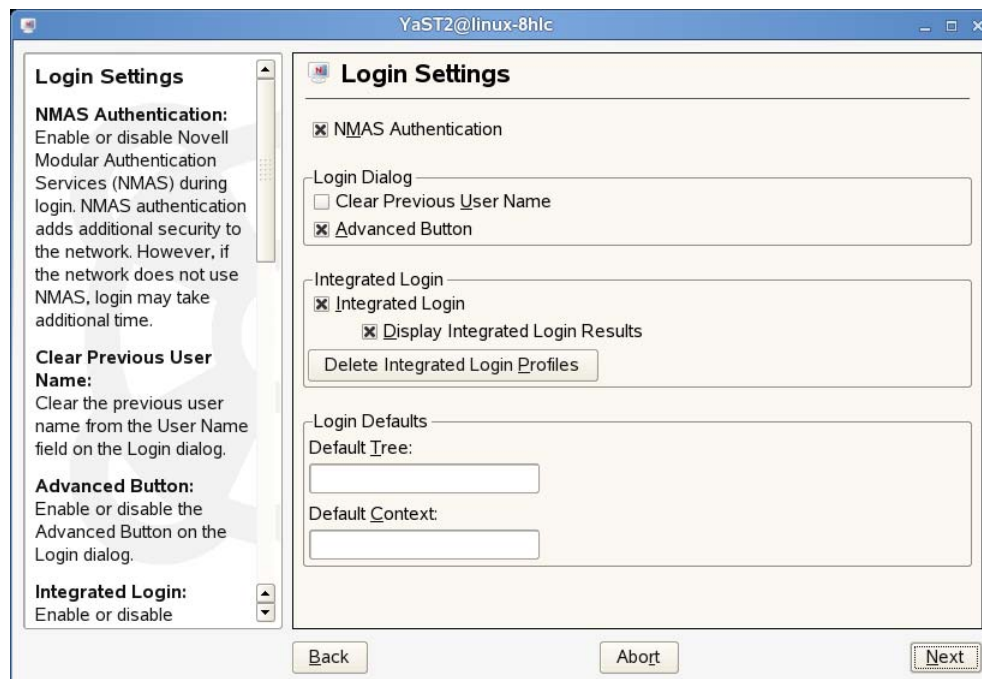 YaST2@linux-8hlc
Login Settings
NMAS Authentication:
Enable or disable Novell
Modular Authentication
Services (NMAS) during
login. NMAS authentication
adds additional security to
the network. However, if
the network does not use
NMAS, login may take
additional time.
Clear Previous User
Name:
Clear the previous user
name from the User Name
field on the Login dialog.
Advanced Button:
Enable or disable the
Advanced Button on the
Login dialog.
Integrated Login:
Enable or disable
Login Settings
NMAS Authentication
Login Dialog
Clear Previous User Name
Advanced Button
Integrated Login
Integrated Login
Display Integrated Login Results
Delete Integrated Login Profiles
Login Defaults
Default Tree:
Default Context:
Back
Abort
Next